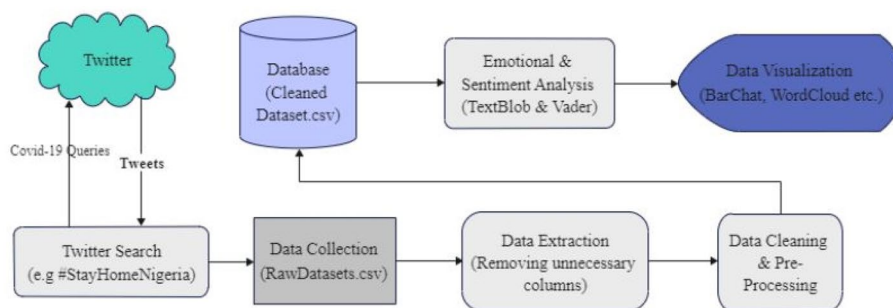 Twitter
Covid-19 Queries
Tweets
Twitter Search
(e.g #StayHomeNigeria)
Data Collection
(RawDatasets.csv)
Data Extraction
(Removing unnecessary
columns)
Data Cleaning
& Pre-
Processing
Database
(Cleaned
Dataset.csv)
Emotional &
Sentiment Analysis
(TextBlob & Vader)
Data Visualization
(BarChat, WordCloud etc.)